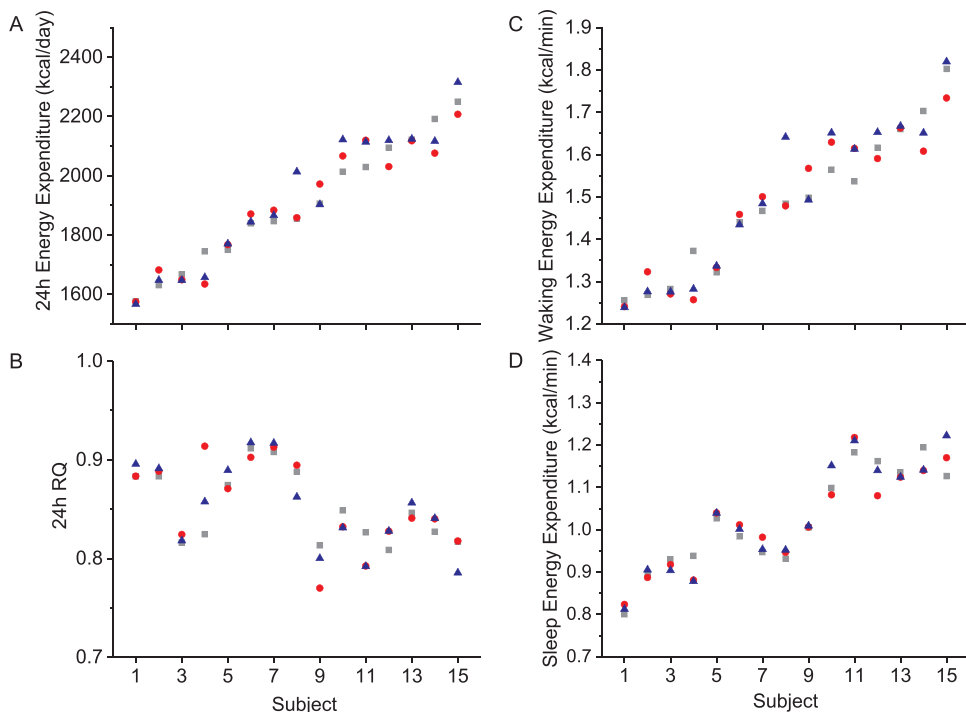 A
24h Energy Expenditure (kcal/day)
2400
2200
2000
1800
1600
C
Waking Energy Expenditure (kcal/min)
1.9
1.8
1.7
1.6
1.5
1.4
1.3
1.2
B
24h RQ
1.0
0.9
0.8
0.7
1 3 5 7 9 11 13 15
Subject
D
Sleep Energy Expenditure (kcal/min)
1.4
1.3
1.2
1.1
1.0
0.9
0.8
0.7
1 3 5 7 9 11 13 15
Subject